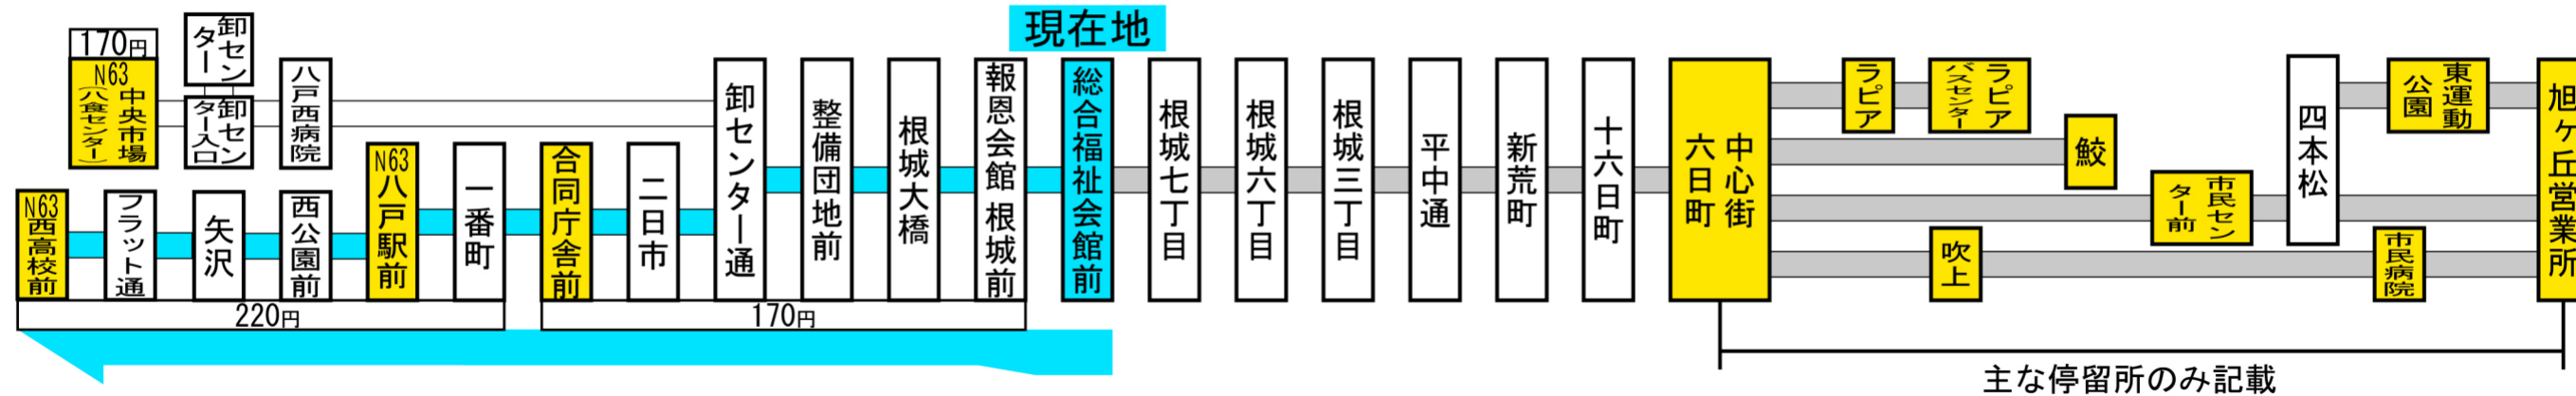 現在地
170円
N63
中央市場
(八食センター)
卸セン
ター
卸セン
ター入口
八戸西病院
N63
西高校前
フラット通
矢沢
西公園前
N63
八戸駅前
一番町
合同庁舎前
二日市
卸センター通
整備団地前
根城大橋
報恩会館 根城前
総合福祉会館前
根城七丁目
根城六丁目
根城三丁目
平中通
新荒町
十六日町
中心街
六日町
ラピア
ラピア
バスセンター
鮫
吹上
市民セン
ター前
四本松
東運動
公園
市民病院
旭ケ丘営業所
220円
170円
主な停留所のみ記載